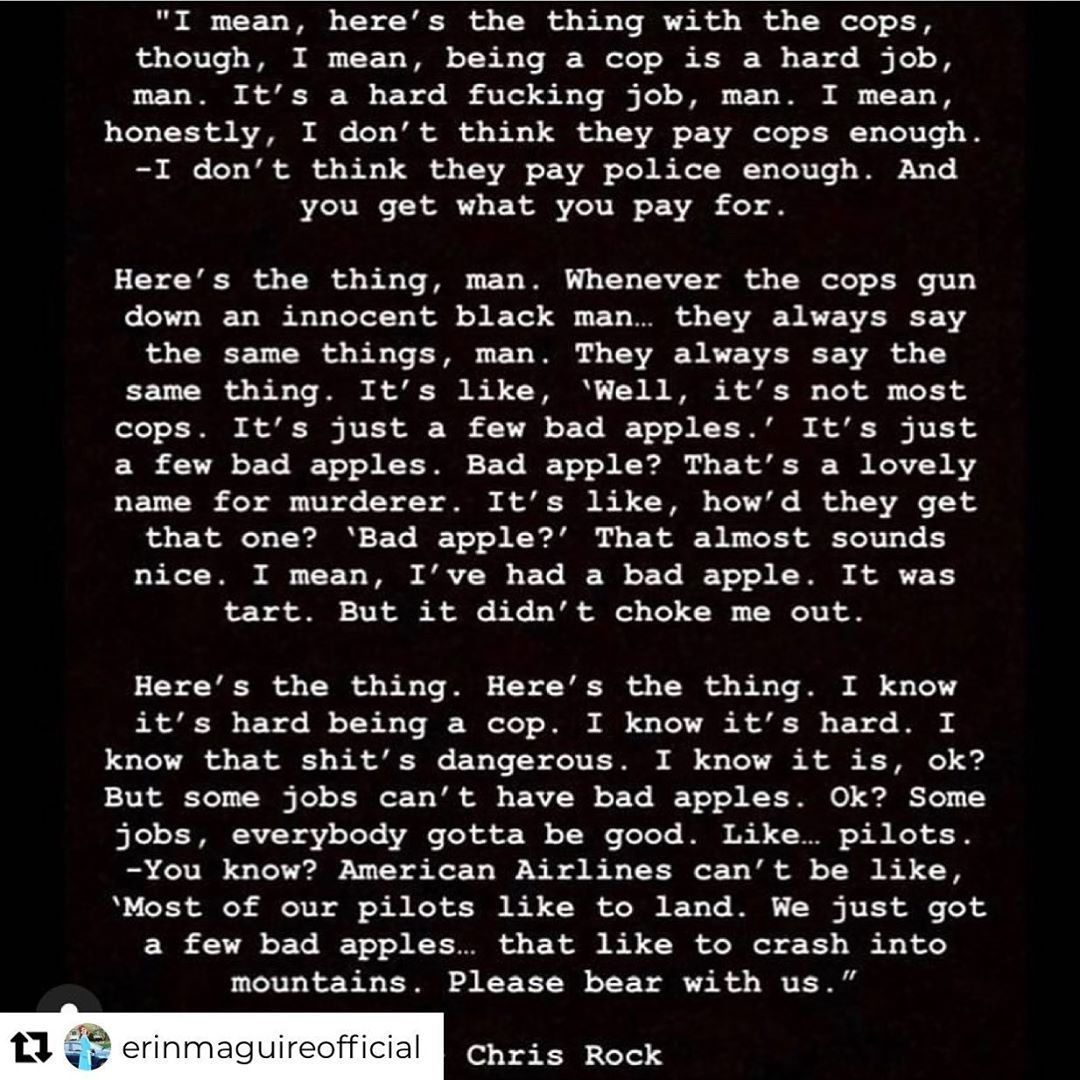 "I mean, here's the thing with the cops,
though, I mean, being a cop is a hard job,
man. It's a hard fucking job, man. I mean,
honestly, I don't think they pay cops enough.
-I don't think they pay police enough. And
you get what you pay for.
Here's the thing, man. Whenever the cops gun
down an innocent black man… they always say
the same things, man. They always say the
same thing. It's like, 'Well, it's not most
cops. It's just a few bad apples.' It's just
a few bad apples. Bad apple? That's a lovely
name for murderer. It's like, how'd they get
that one? 'Bad apple?' That almost sounds
nice. I mean, I've had a bad apple. It was
tart. But it didn't choke me out.
Here's the thing. Here's the thing. I know
it's hard being a cop. I know it's hard. I
know that shit's dangerous. I know it is, ok?
But some jobs can't have bad apples. Ok? Some
jobs, everybody gotta be good. Like… pilots.
-You know? American Airlines can't be like,
'Most of our pilots like to land. We just got
a few bad apples… that like to crash into
mountains. Please bear with us."
Chris Rock
erinmaguireofficial